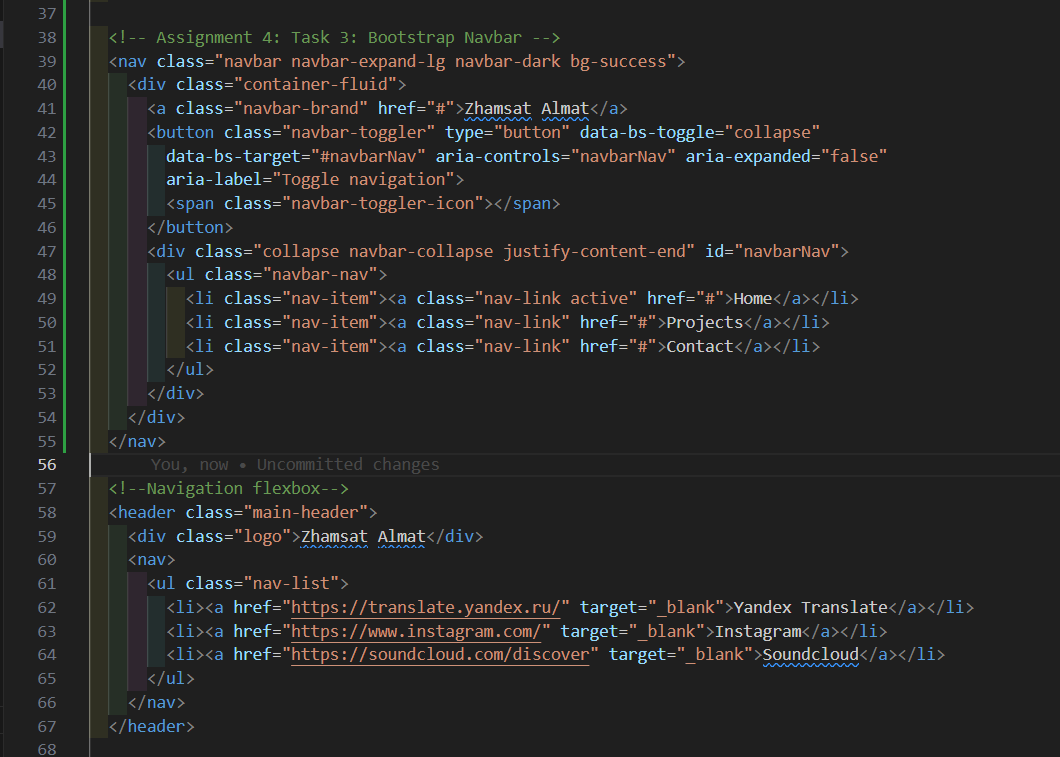 37
38 <!-- Assignment 4: Task 3: Bootstrap Navbar -->
39 <nav class="navbar navbar-expand-lg navbar-dark bg-success">
40 <div class="container-fluid">
41 <a class="navbar-brand" href="#">Zhamsat Almat</a>
42 <button class="navbar-toggler" type="button" data-bs-toggle="collapse"
43 data-bs-target="#navbarNav" aria-controls="navbarNav" aria-expanded="false"
44 aria-label="Toggle navigation">
45 <span class="navbar-toggler-icon"></span>
46 </button>
47 <div class="collapse navbar-collapse justify-content-end" id="navbarNav">
48 <ul class="navbar-nav">
49 <li class="nav-item"><a class="nav-link active" href="#">Home</a></li>
50 <li class="nav-item"><a class="nav-link" href="#">Projects</a></li>
51 <li class="nav-item"><a class="nav-link" href="#">Contact</a></li>
52 </ul>
53 </div>
54 </div>
55 </nav>
56 You, now • Uncommitted changes
57 <!--Navigation flexbox-->
58 <header class="main-header">
59 <div class="logo">Zhamsat Almat</div>
60 <nav>
61 <ul class="nav-list">
62 <li><a href="https://translate.yandex.ru/" target="_blank">Yandex Translate</a></li>
63 <li><a href="https://www.instagram.com/" target="_blank">Instagram</a></li>
64 <li><a href="https://soundcloud.com/discover" target="_blank">Soundcloud</a></li>
65 </ul>
66 </nav>
67 </header>
68